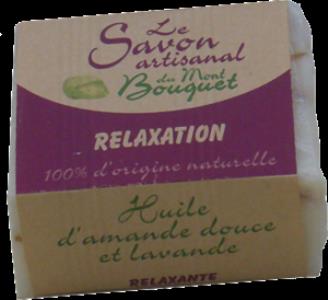 Le
Savon
artisanal
du Mont
Bouquet
RELAXATION
100% d'origine naturelle
Huile
d'amande douce
et lavande
RELAXANTE